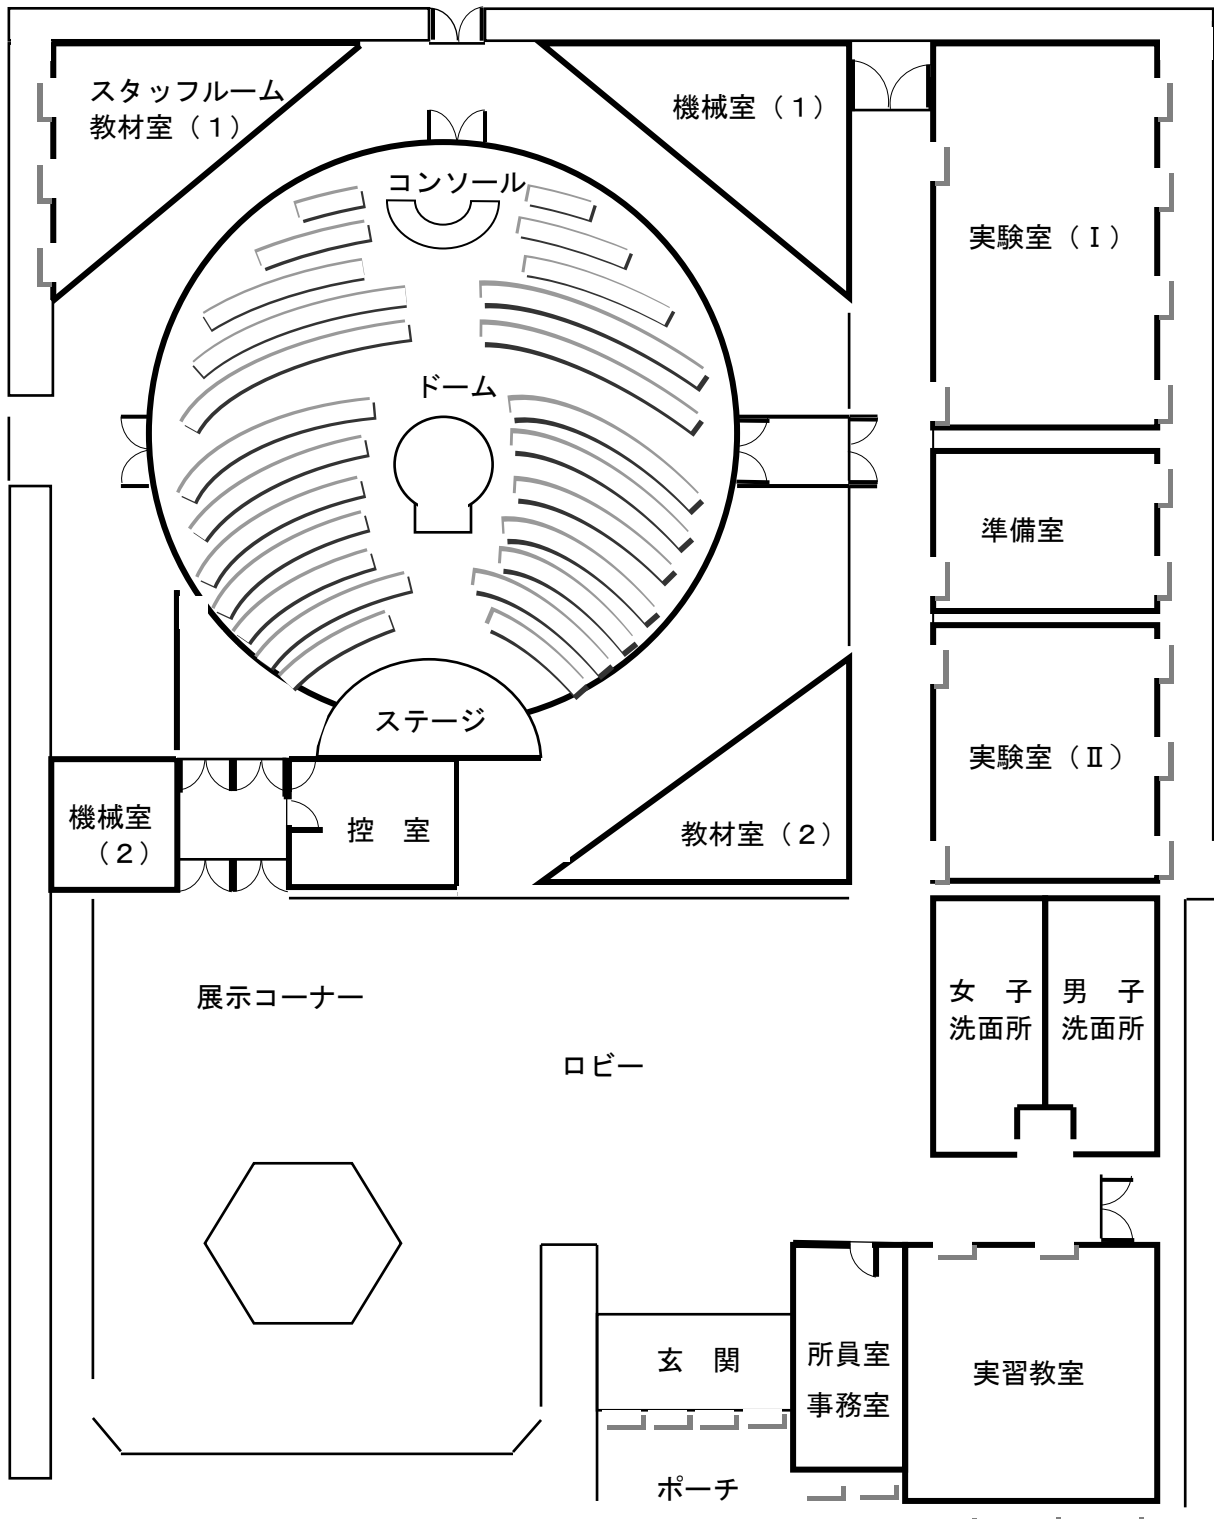 スタッフルーム
教材室（１）
機械室（１）
コンソール
実験室（Ⅰ）
ドーム
準備室
ステージ
実験室（Ⅱ）
機械室
（２）
控　室
教材室（２）
展示コーナー
女　子
洗面所
男　子
洗面所
ロビー
玄　関
所員室
事務室
実習教室
ポーチ